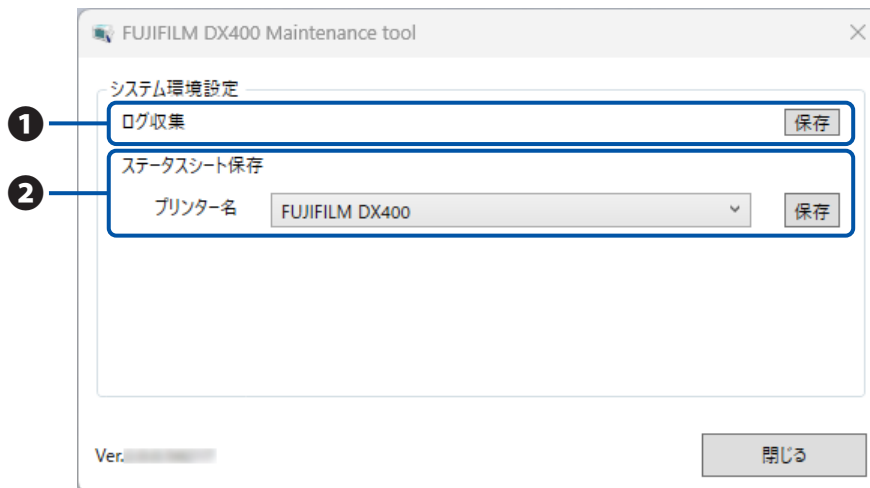 FUJIFILM DX400 Maintenance tool
システム環境設定
❶ ログ収集 保存
❷ ステータスシート保存
プリンター名 FUJIFILM DX400 保存
Ver.
閉じる